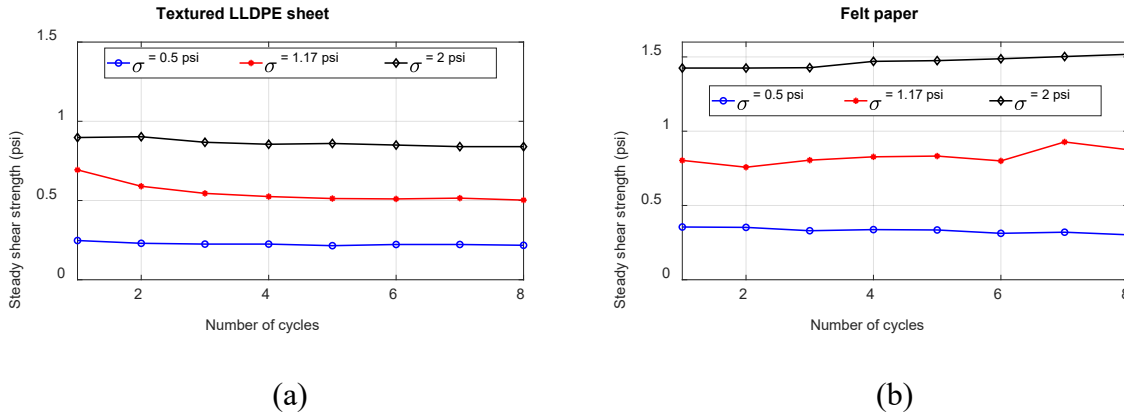 Textured LLDPE sheet
1.5
1
0.5
0
Steady shear strength (psi)
σ = 0.5 psi
σ = 1.17 psi
σ = 2 psi
2
4
6
8
Number of cycles
(a)
Felt paper
1.5
1
0.5
0
Steady shear strength (psi)
σ = 0.5 psi
σ = 1.17 psi
σ = 2 psi
2
4
6
8
Number of cycles
(b)